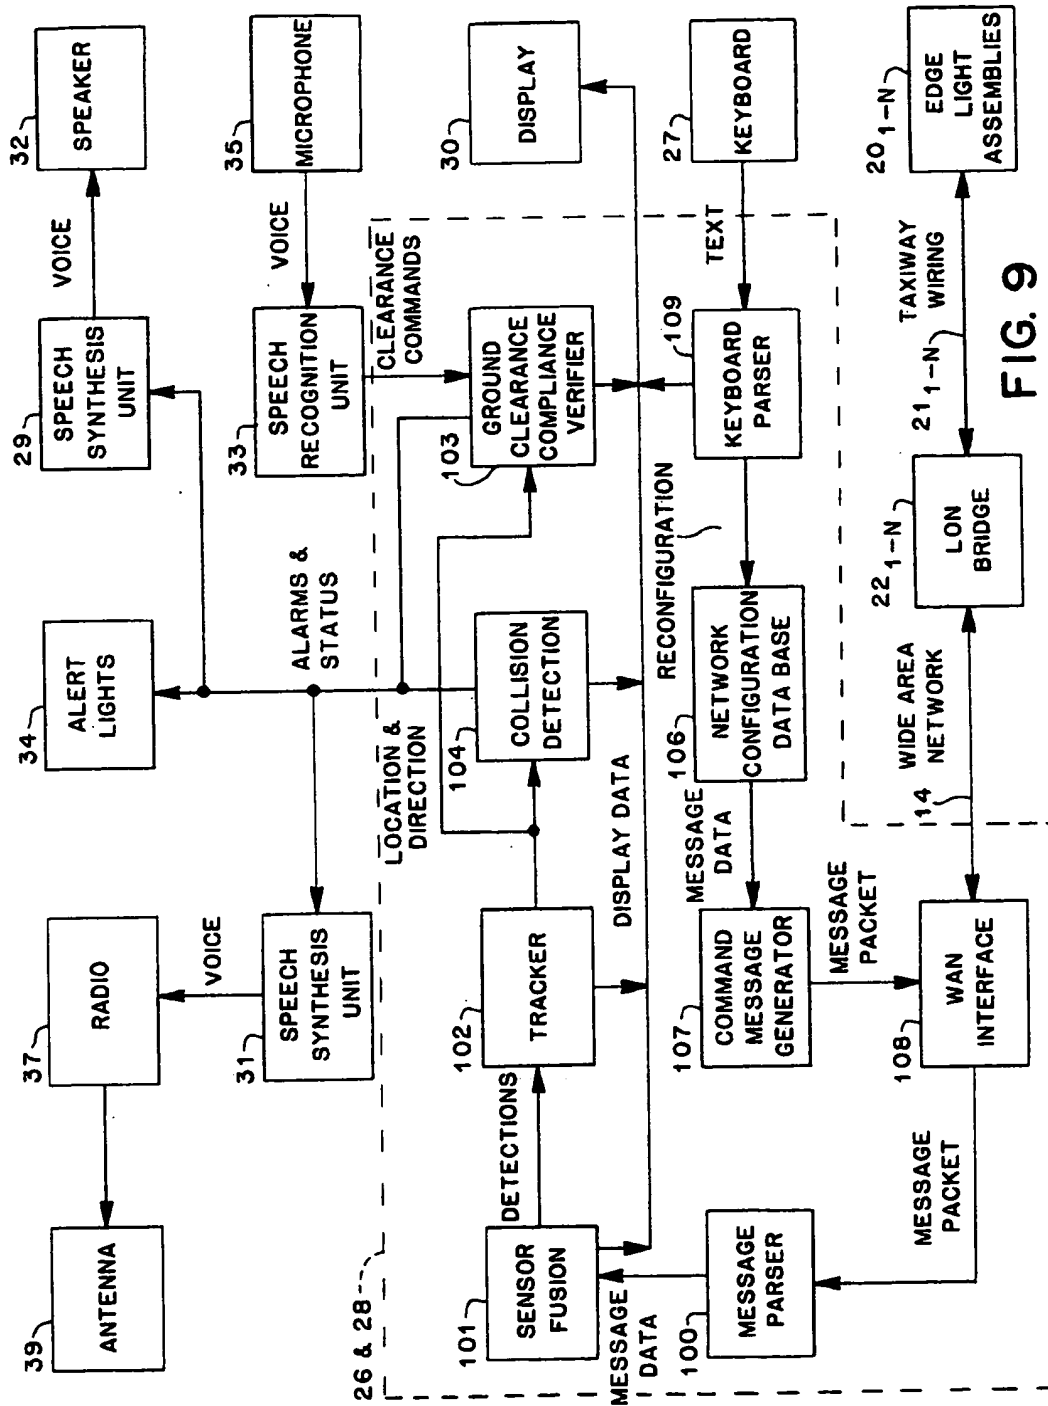 39
ANTENNA
37
RADIO
VOICE
31
SPEECH
SYNTHESIS
UNIT
34
ALERT
LIGHTS
ALARMS &
STATUS
29
SPEECH
SYNTHESIS
UNIT
VOICE
32
SPEAKER
33
SPEECH
RECOGNITION
UNIT
VOICE
35
MICROPHONE
CLEARANCE
COMMANDS
26 & 28
101
SENSOR
FUSION
DETECTIONS
102
TRACKER
LOCATION &
DIRECTION
104
COLLISION
DETECTION
103
GROUND
CLEARANCE
COMPLIANCE
VERIFIER
30
DISPLAY
DISPLAY DATA
MESSAGE
DATA
100
MESSAGE
PARSER
107
COMMAND
MESSAGE
GENERATOR
MESSAGE
DATA
106
NETWORK
CONFIGURATION
DATA BASE
RECONFIGURATION
109
KEYBOARD
PARSER
TEXT
27
KEYBOARD
MESSAGE
PACKET
MESSAGE
PACKET
108
WAN
INTERFACE
14
WIDE AREA
NETWORK
22 1-N
LON
BRIDGE
21 1-N
TAXIWAY
WIRING
20 1-N
EDGE
LIGHT
ASSEMBLIES
FIG. 9